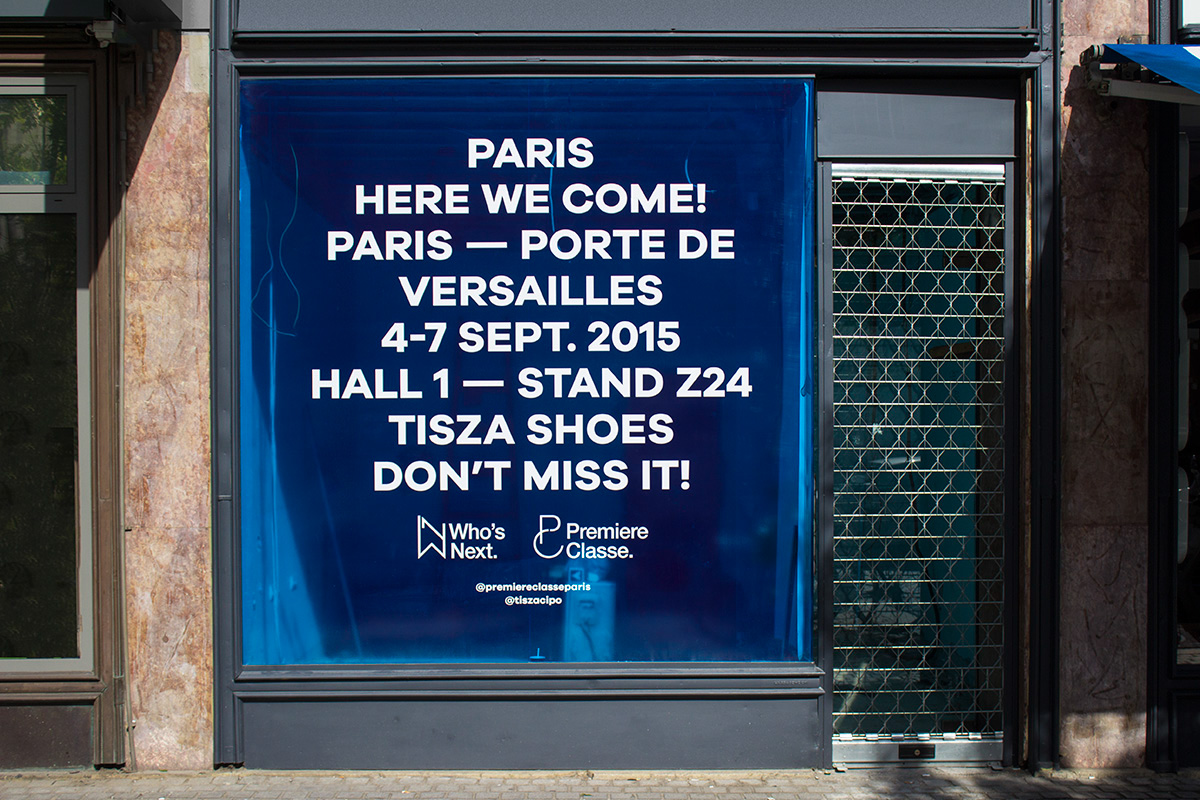 PARIS
HERE WE COME!
PARIS — PORTE DE
VERSAILLES
4-7 SEPT. 2015
HALL 1 — STAND Z24
TISZA SHOES
DON'T MISS IT!
Who's
Next.
Premiere
Classe.
@premiereclasseparis
@tiszacipo